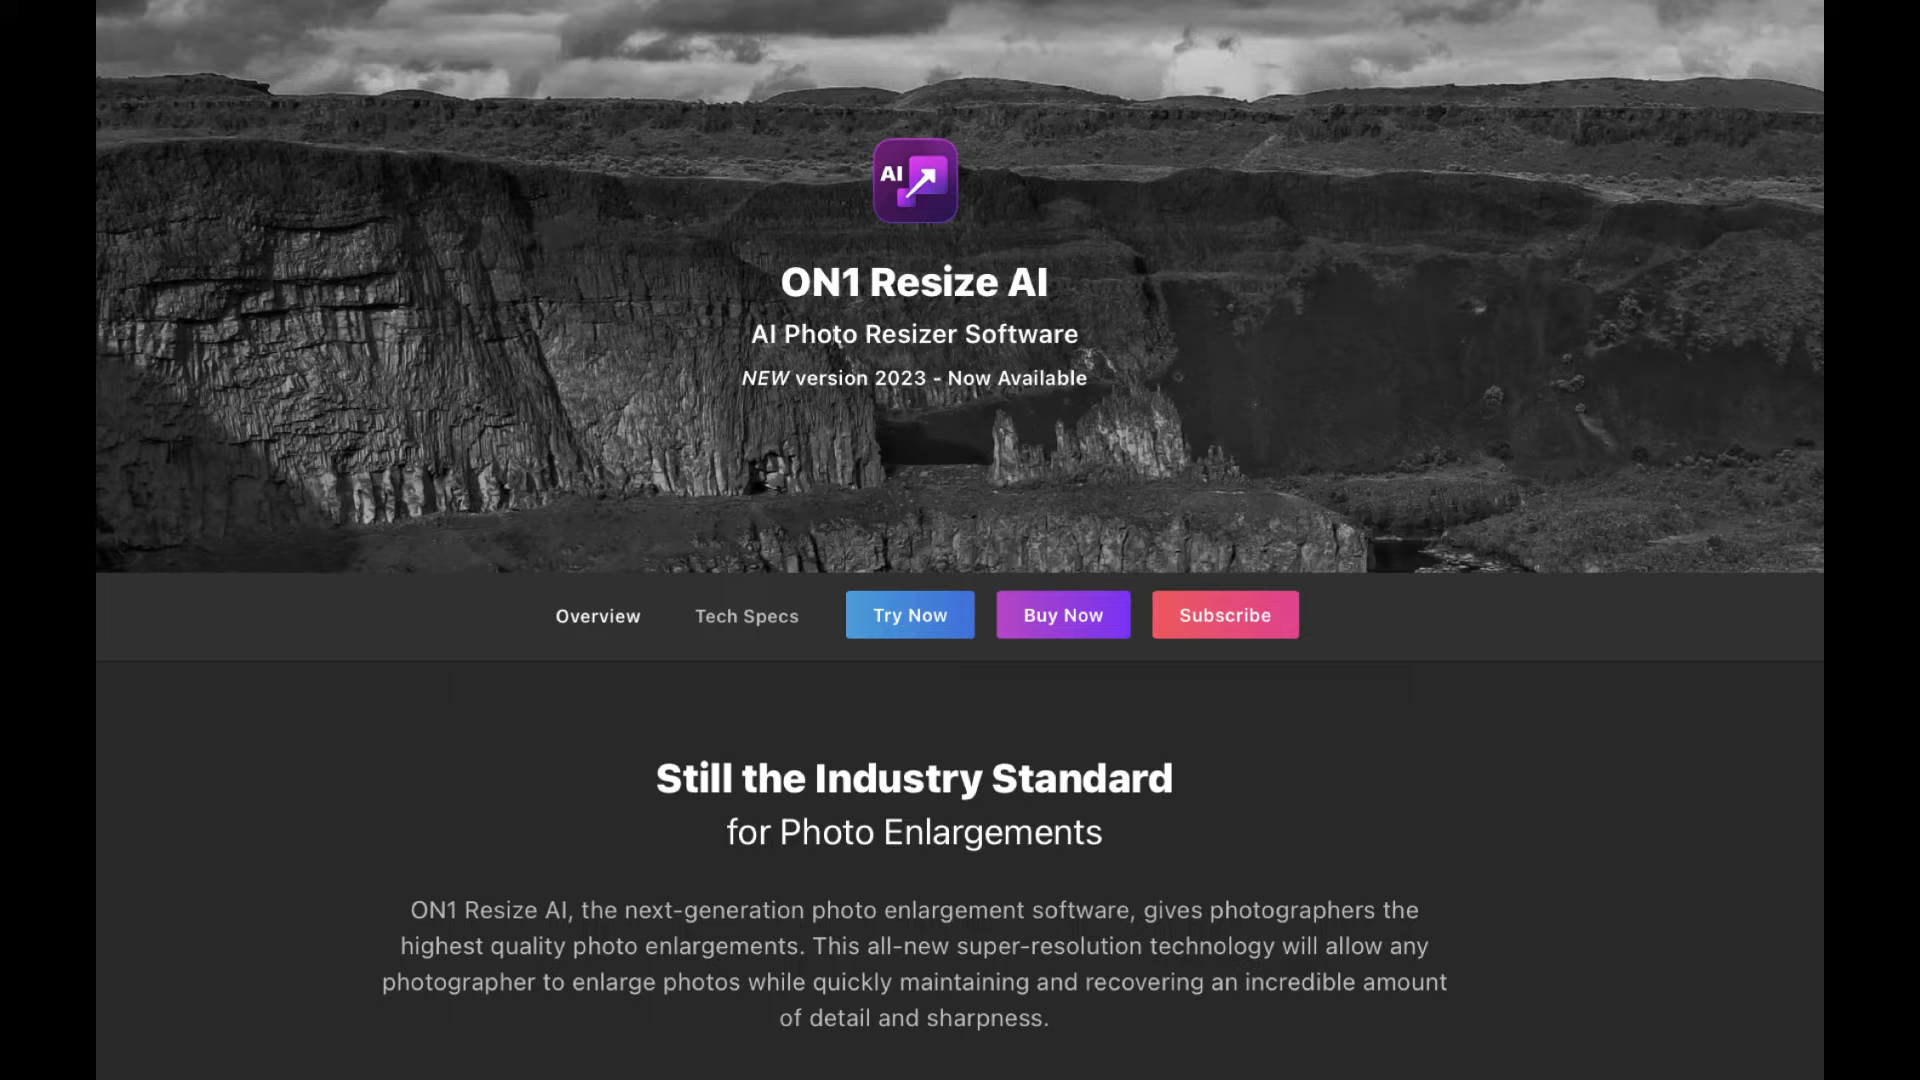 AI
ON1 Resize AI
AI Photo Resizer Software
NEW version 2023 - Now Available
Overview
Tech Specs
Try Now
Buy Now
Subscribe
Still the Industry Standard
for Photo Enlargements
ON1 Resize AI, the next-generation photo enlargement software, gives photographers the
highest quality photo enlargements. This all-new super-resolution technology will allow any
photographer to enlarge photos while quickly maintaining and recovering an incredible amount
of detail and sharpness.